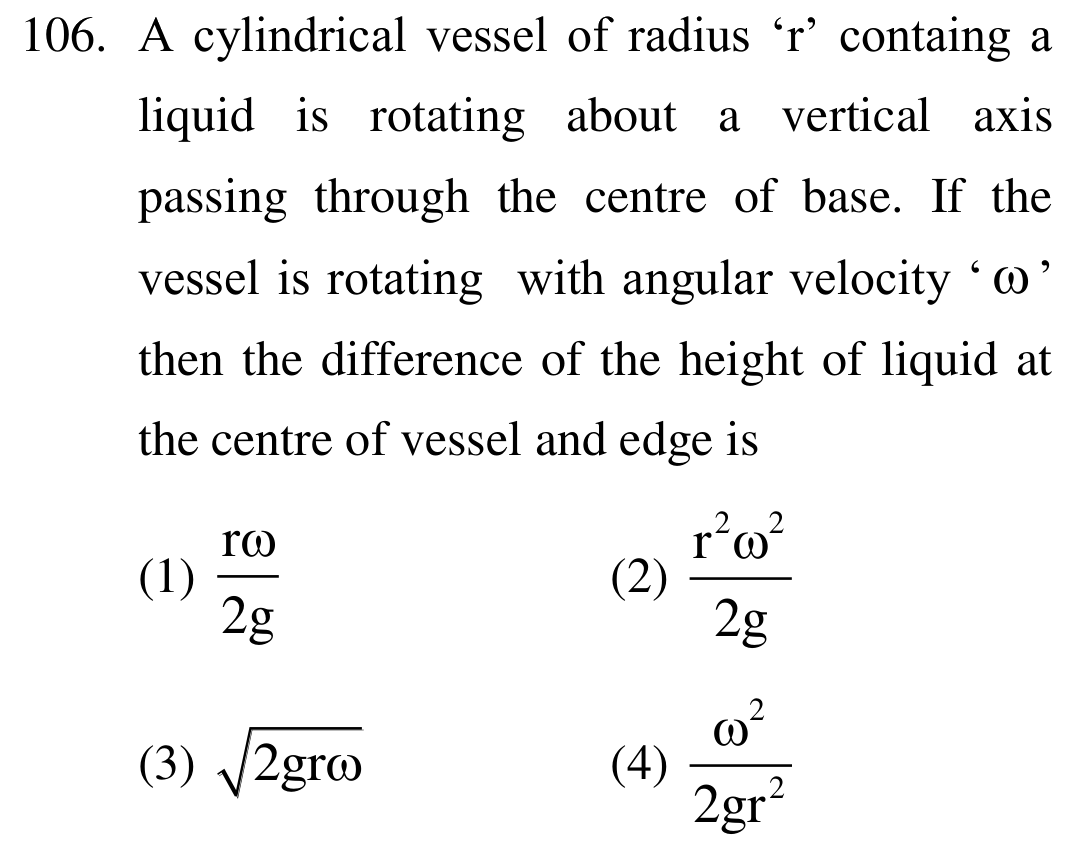 106. A cylindrical vessel of radius ‘r’ containg a
liquid is rotating about a vertical axis
passing through the centre of base. If the
vessel is rotating with angular velocity ‘ω’
then the difference of the height of liquid at
the centre of vessel and edge is
(1) rω/2g (2) r²ω²/2g
(3) √(2grω) (4) ω²/2gr²